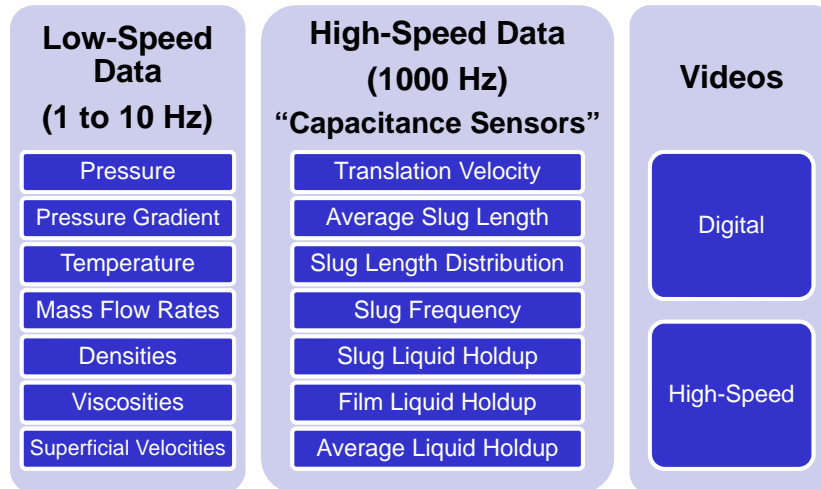 Low-Speed
Data
(1 to 10 Hz)
Pressure
Pressure Gradient
Temperature
Mass Flow Rates
Densities
Viscosities
Superficial Velocities
High-Speed Data
(1000 Hz)
“Capacitance Sensors”
Translation Velocity
Average Slug Length
Slug Length Distribution
Slug Frequency
Slug Liquid Holdup
Film Liquid Holdup
Average Liquid Holdup
Videos
Digital
High-Speed